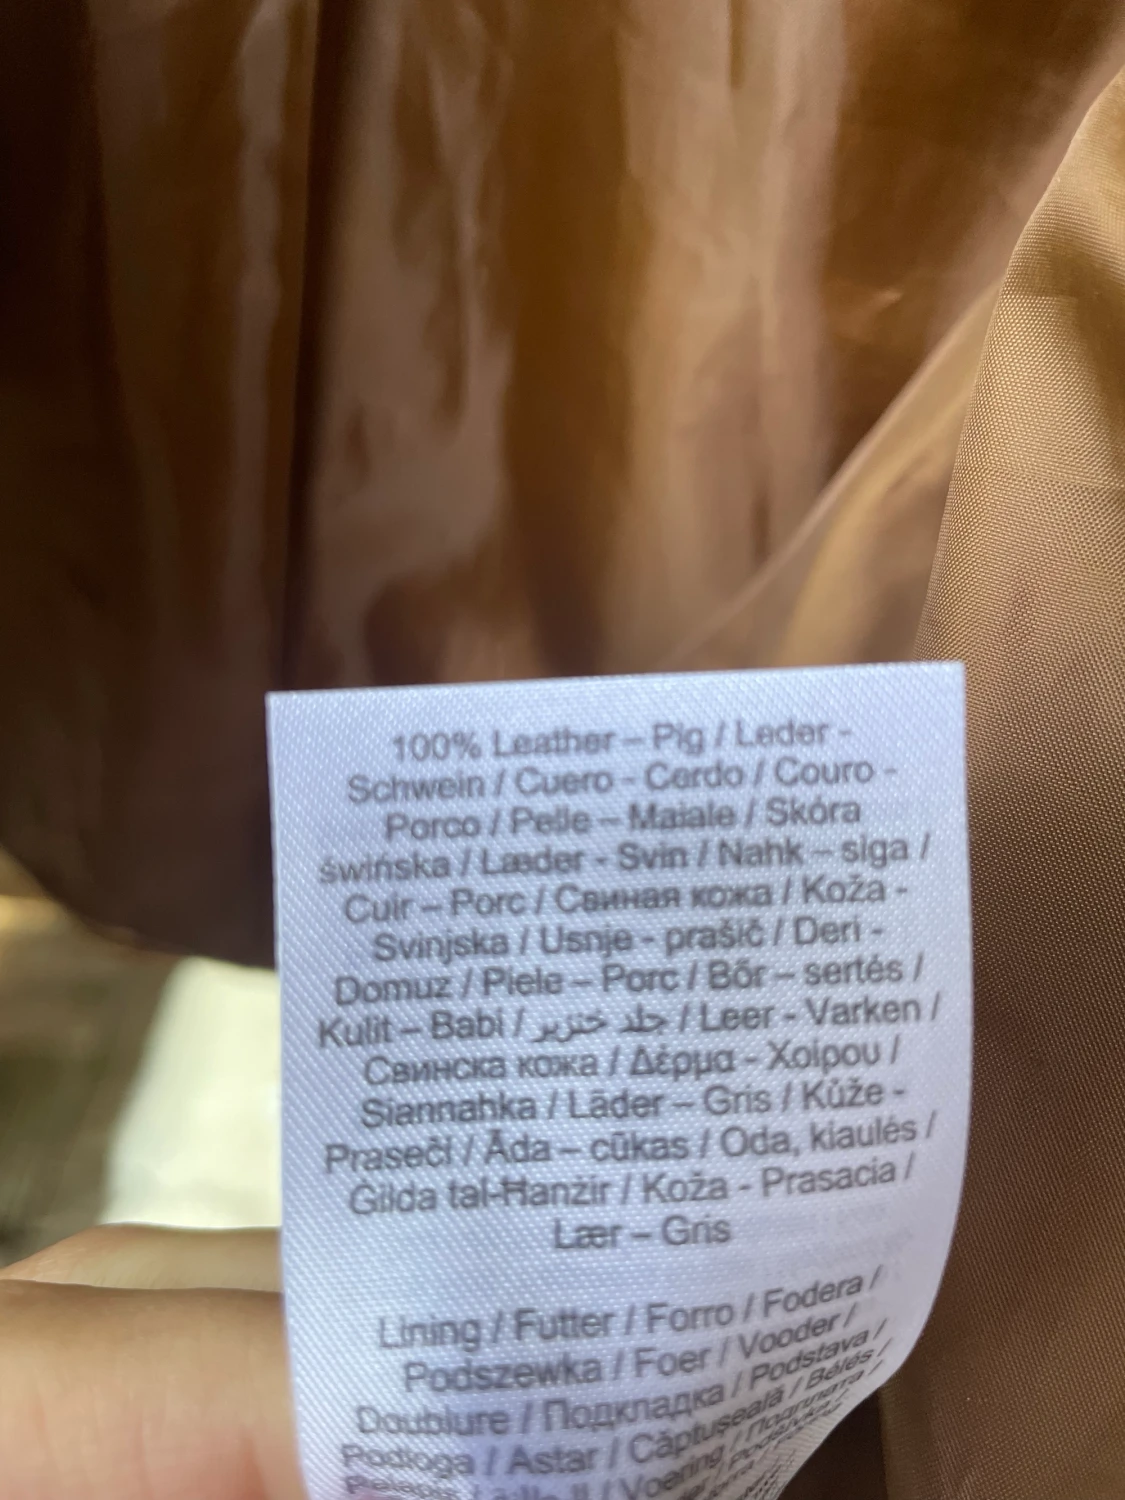 100% Leather – Pig / Leder -
Schwein / Cuero - Cerdo / Couro -
Porco / Pelle – Maiale / Skóra
świńska / Læder - Svin / Nahk – siga /
Cuir – Porc / Свиная кожа / Koža -
Svinjska / Usnje - prašič / Deri -
Domuz / Piele – Porc / Bőr – sertés /
Kulit – Babi / جلد خنزير / Leer - Varken /
Свинска кожа / Δέρμα - Χοίρου /
Siannahka / Läder – Gris / Kůže -
Prasečí / Āda – cūkas / Oda, kiaulės /
Ġilda tal-Ħanżir / Koža - Prasacia /
Lær – Gris
Lining / Futter / Forro / Fodera /
Podszewka / Foer / Vooder /
Doublure / Подкладка / Podstava /
Podloga / Astar / Căptuşeală / Bélés /
Voering / Подплата /